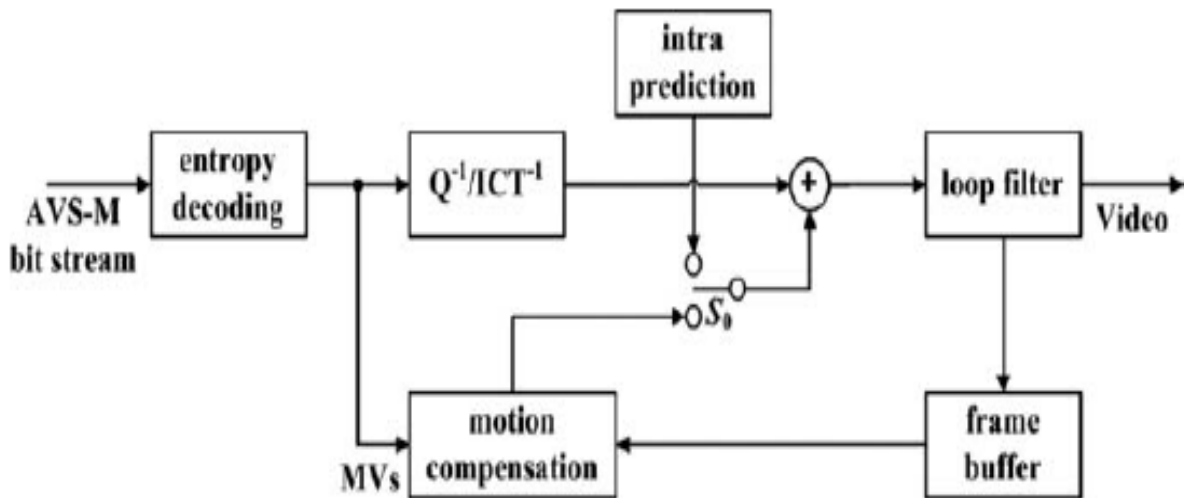 intra
prediction
entropy
decoding
Q⁻¹/ICT⁻¹
+
loop filter
AVS-M
bit stream
Video
S₀
motion
compensation
MVs
frame
buffer